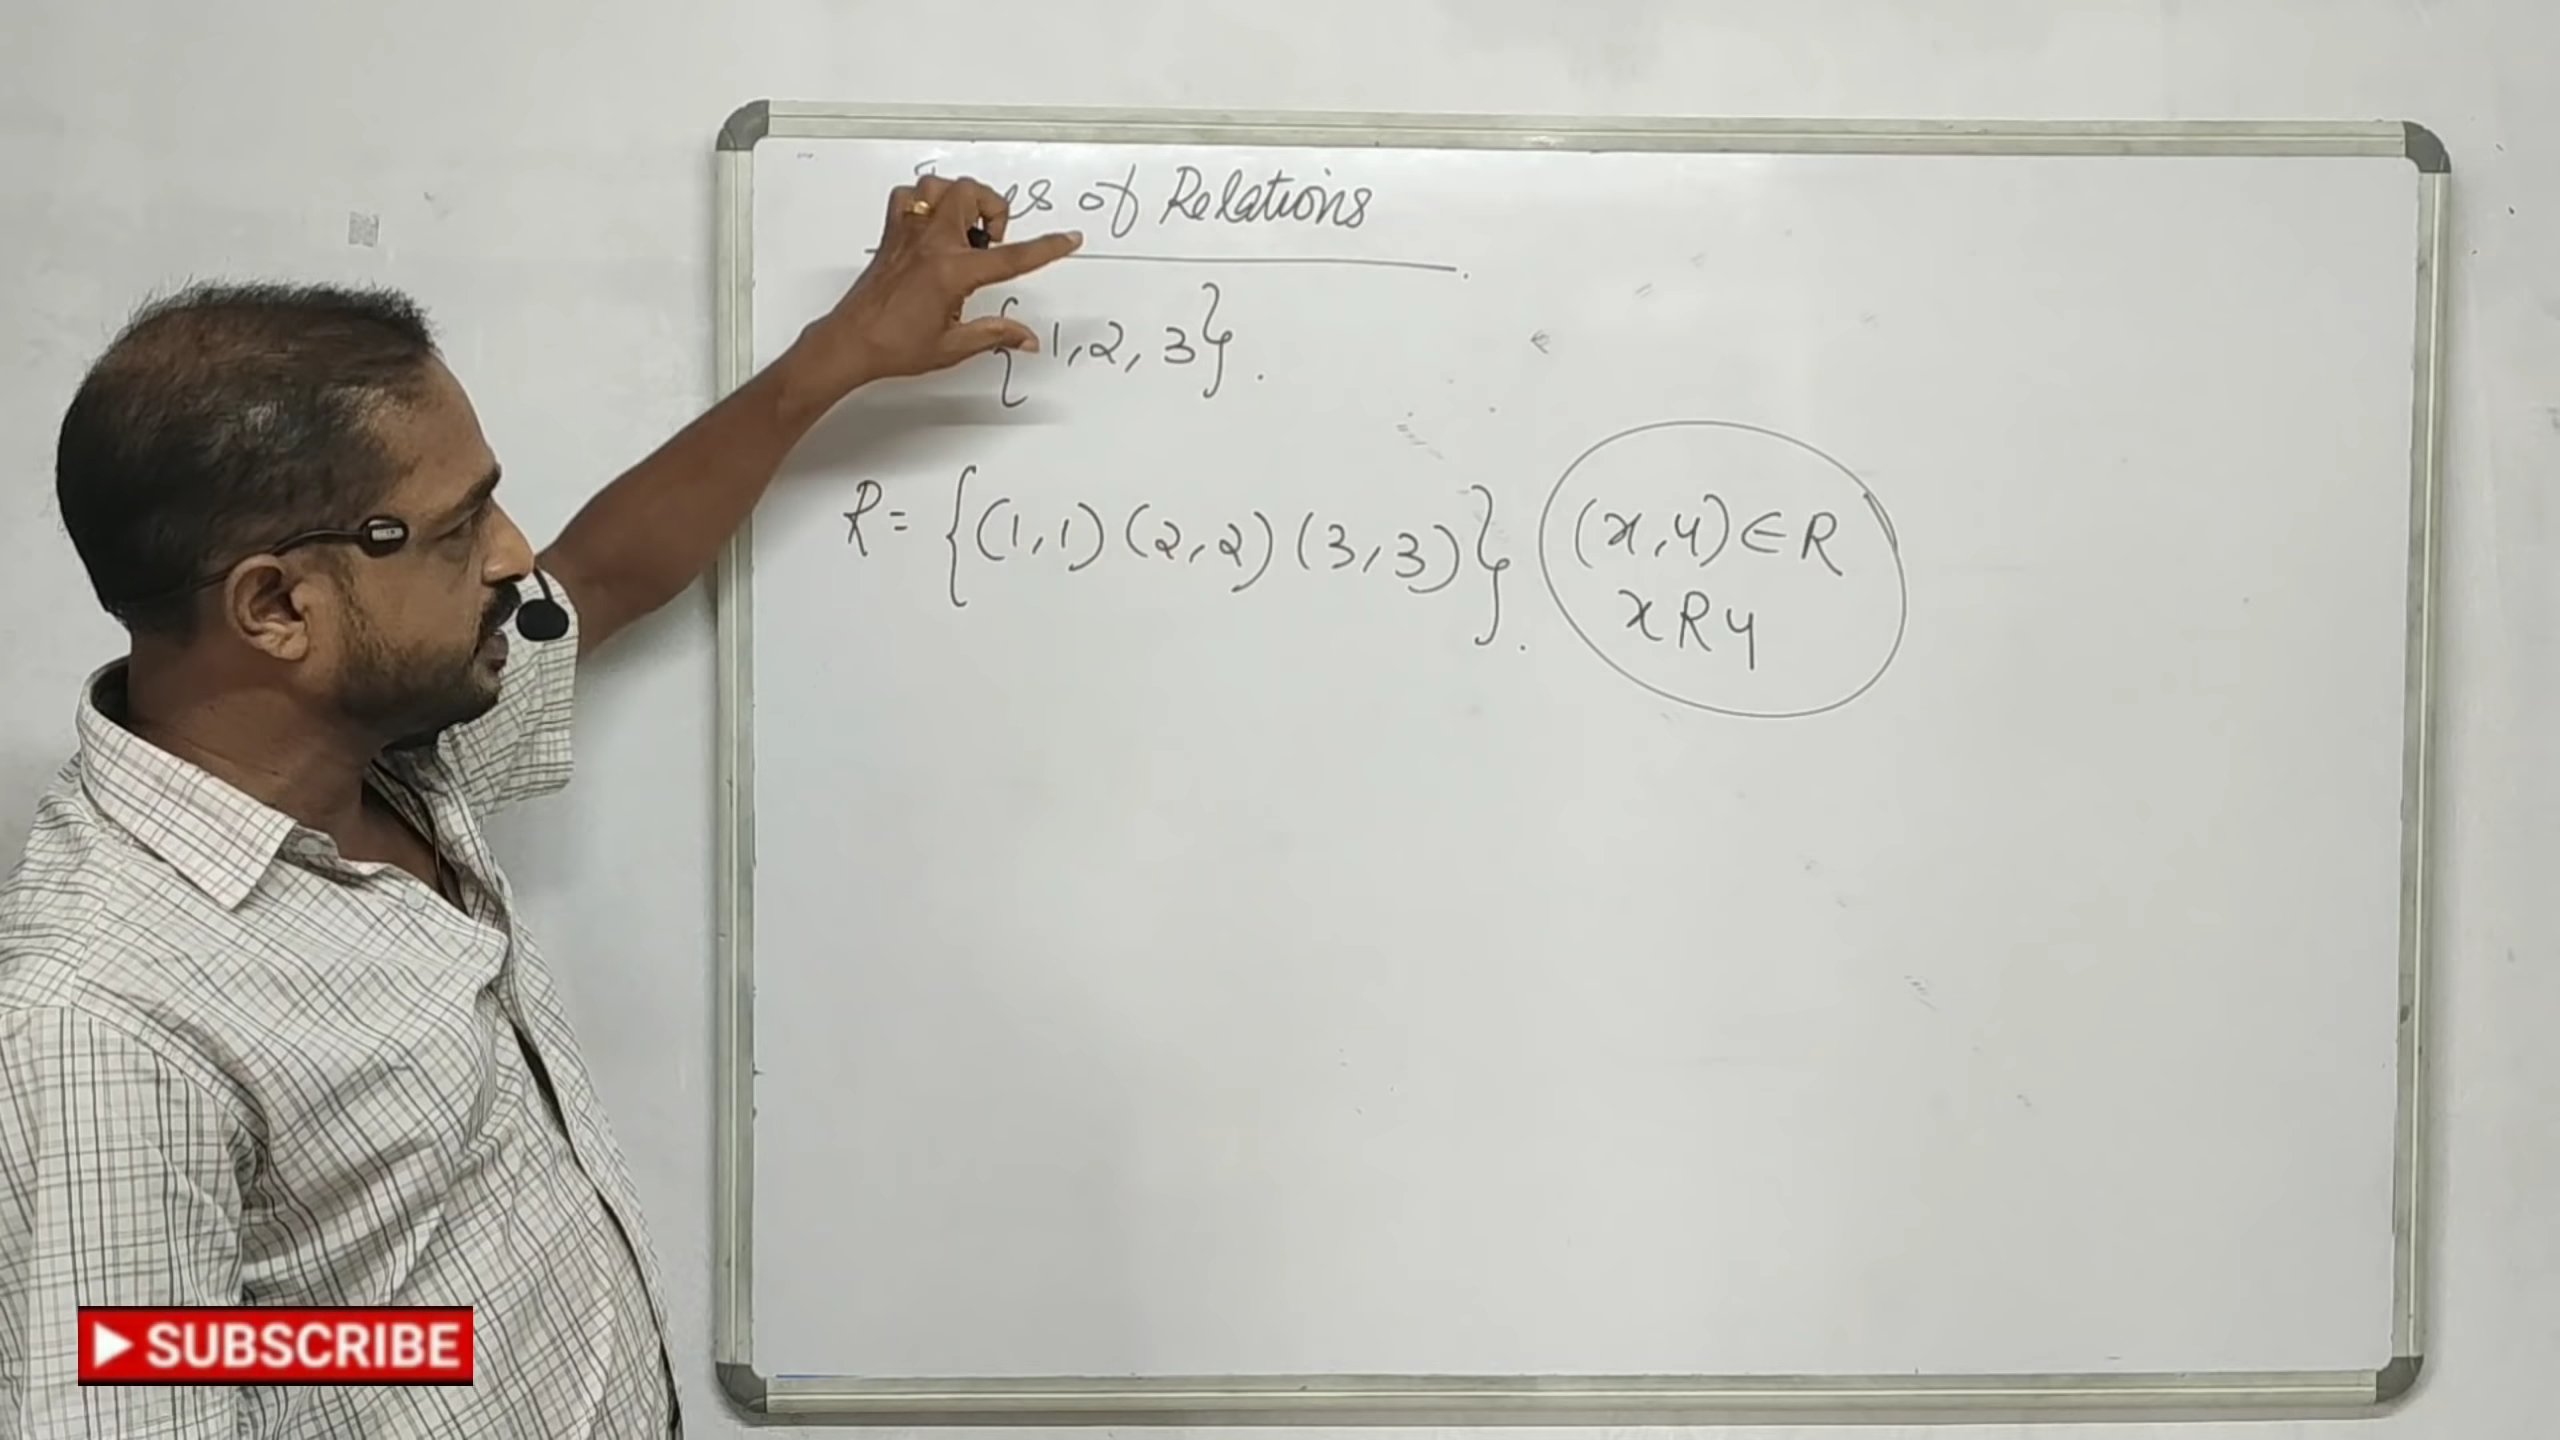 of Relations
{1,2,3}.
R= {(1,1) (2,2) (3,3)}. (x,y)∈R
xRy
SUBSCRIBE